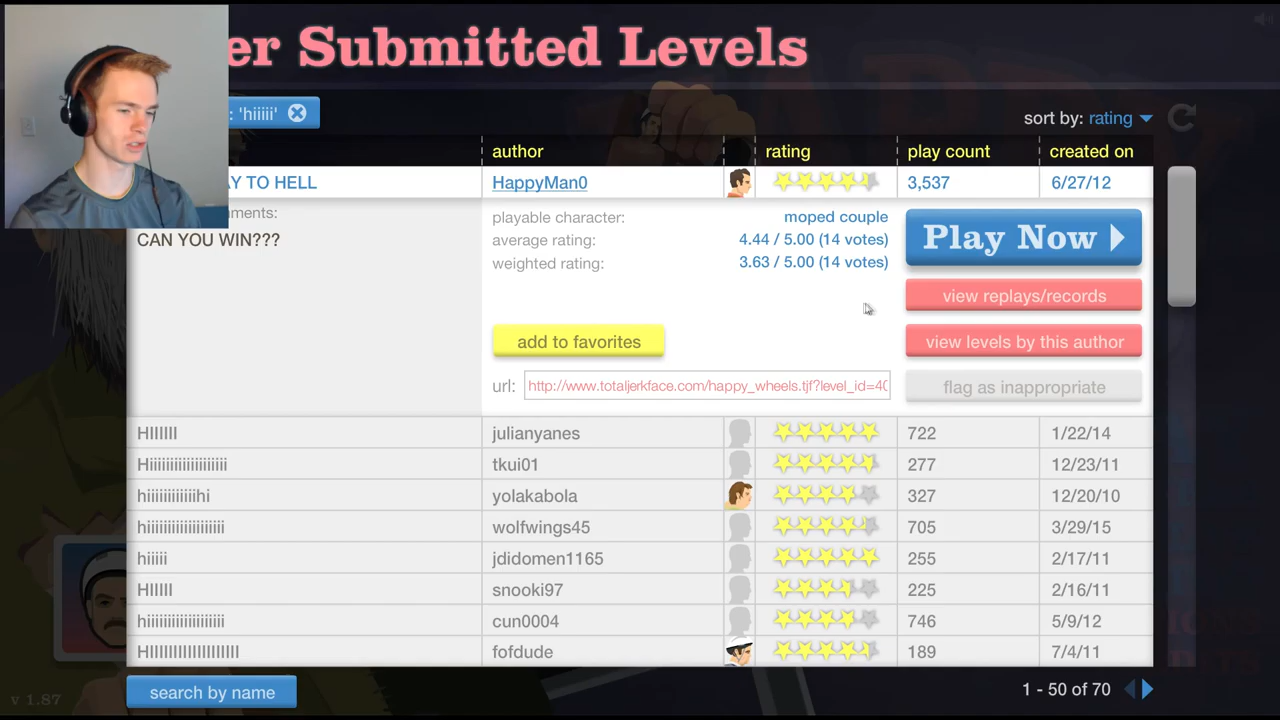 er Submitted Levels
: 'hiiiii'
sort by: rating
author rating play count created on
AY TO HELL HappyMan0 3,537 6/27/12
ments:
CAN YOU WIN???
playable character: moped couple
average rating: 4.44 / 5.00 (14 votes)
weighted rating: 3.63 / 5.00 (14 votes)
Play Now
view replays/records
add to favorites
view levels by this author
url: http://www.totaljerkface.com/happy_wheels.tjf?level_id=40
flag as inappropriate
HIIIIII julianyanes 722 1/22/14
Hiiiiiiiiiiiiiiiiiii tkui01 277 12/23/11
hiiiiiiiiiiiihi yolakabola 327 12/20/10
hiiiiiiiiiiiiiiiiiii wolfwings45 705 3/29/15
hiiiii jdidomen1165 255 2/17/11
HIIIII snooki97 225 2/16/11
hiiiiiiiiiiiiiiiiiii cun0004 746 5/9/12
HIIIIIIIIIIIIIIIIIII fofdude 189 7/4/11
search by name
1 - 50 of 70
v 1.87